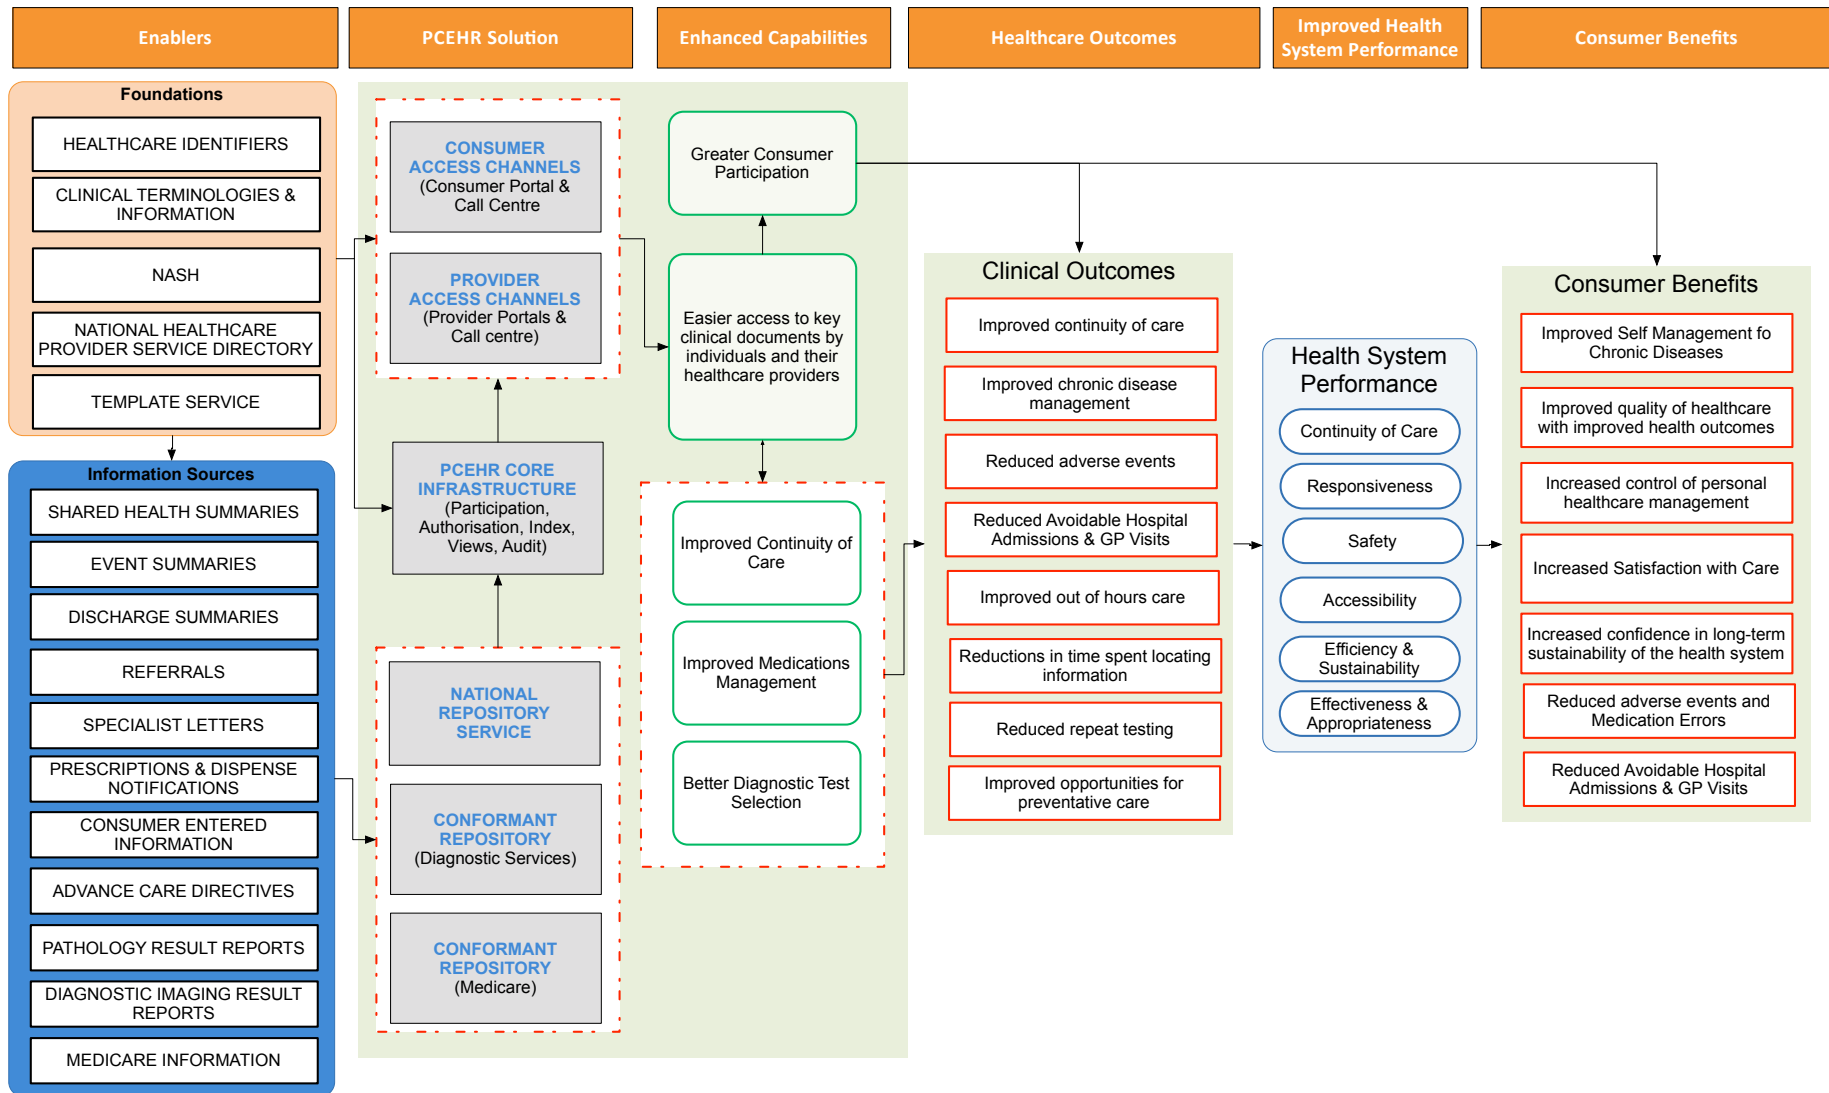 Enablers
PCEHR Solution
Enhanced Capabilities
Healthcare Outcomes
Improved Health
System Performance
Consumer Benefits
Foundations
HEALTHCARE IDENTIFIERS
CLINICAL TERMINOLOGIES &
INFORMATION
NASH
NATIONAL HEALTHCARE
PROVIDER SERVICE DIRECTORY
TEMPLATE SERVICE
Information Sources
SHARED HEALTH SUMMARIES
EVENT SUMMARIES
DISCHARGE SUMMARIES
REFERRALS
SPECIALIST LETTERS
PRESCRIPTIONS & DISPENSE
NOTIFICATIONS
CONSUMER ENTERED
INFORMATION
ADVANCE CARE DIRECTIVES
PATHOLOGY RESULT REPORTS
DIAGNOSTIC IMAGING RESULT
REPORTS
MEDICARE INFORMATION
CONSUMER
ACCESS CHANNELS
(Consumer Portal &
Call Centre
PROVIDER
ACCESS CHANNELS
(Provider Portals &
Call centre)
PCEHR CORE
INFRASTRUCTURE
(Participation,
Authorisation, Index,
Views, Audit)
NATIONAL
REPOSITORY
SERVICE
CONFORMANT
REPOSITORY
(Diagnostic Services)
CONFORMANT
REPOSITORY
(Medicare)
Greater Consumer
Participation
Easier access to key
clinical documents by
individuals and their
healthcare providers
Improved Continuity of
Care
Improved Medications
Management
Better Diagnostic Test
Selection
Clinical Outcomes
Improved continuity of care
Improved chronic disease
management
Reduced adverse events
Reduced Avoidable Hospital
Admissions & GP Visits
Improved out of hours care
Reductions in time spent locating
information
Reduced repeat testing
Improved opportunities for
preventative care
Health System
Performance
Continuity of Care
Responsiveness
Safety
Accessibility
Efficiency &
Sustainability
Effectiveness &
Appropriateness
Consumer Benefits
Improved Self Management fo
Chronic Diseases
Improved quality of healthcare
with improved health outcomes
Increased control of personal
healthcare management
Increased Satisfaction with Care
Increased confidence in long-term
sustainability of the health system
Reduced adverse events and
Medication Errors
Reduced Avoidable Hospital
Admissions & GP Visits